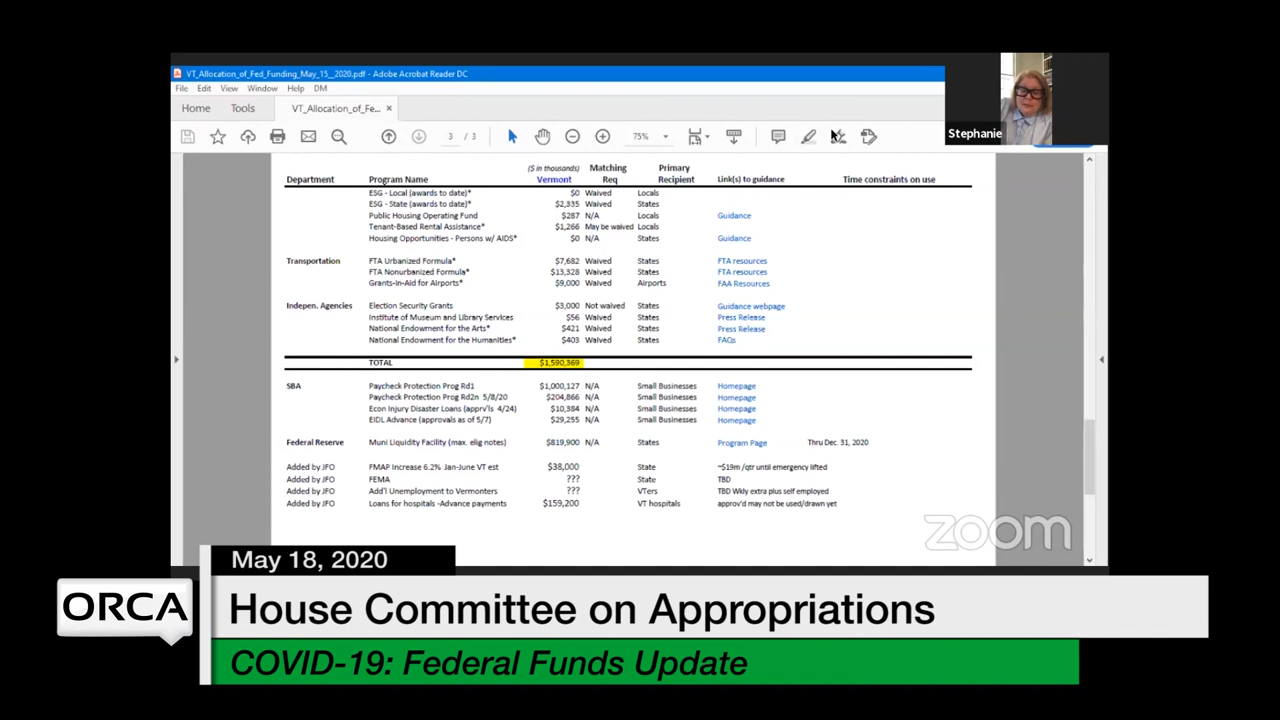 VT_Allocation_of_Fed_Funding_May_15__2020.pdf - Adobe Acrobat Reader DC
File Edit View Window Help DM
Home Tools VT_Allocation_of_Fe... ×
3 / 3 75%
Stephanie
($ in thousands) Matching Primary
Department Program Name Vermont Req Recipient Link(s) to guidance Time constraints on use
ESG - Local (awards to date)* $0 Waived Locals
ESG - State (awards to date)* $2,335 Waived States
Public Housing Operating Fund $287 N/A Locals Guidance
Tenant-Based Rental Assistance* $1,266 May be waived Locals
Housing Opportunities - Persons w/ AIDS* $0 N/A States Guidance
Transportation FTA Urbanized Formula* $7,682 Waived States FTA resources
FTA Nonurbanized Formula* $13,328 Waived States FTA resources
Grants-in-Aid for Airports* $9,000 Waived Airports FAA Resources
Indepen. Agencies Election Security Grants $3,000 Not waived States Guidance webpage
Institute of Museum and Library Services $56 Waived States Press Release
National Endowment for the Arts* $421 Waived States Press Release
National Endowment for the Humanities* $403 Waived States FAQs
TOTAL $1,590,369
SBA Paycheck Protection Prog Rd1 $1,000,127 N/A Small Businesses Homepage
Paycheck Protection Prog Rd2n 5/8/20 $204,866 N/A Small Businesses Homepage
Econ Injury Disaster Loans (apprv'ls 4/24) $10,384 N/A Small Businesses Homepage
EIDL Advance (approvals as of 5/7) $29,255 N/A Small Businesses Homepage
Federal Reserve Muni Liquidity Facility (max. elig notes) $819,900 N/A States Program Page Thru Dec. 31, 2020
Added by JFO FMAP Increase 6.2% Jan-June VT est $38,000 State ~$19m /qtr until emergency lifted
Added by JFO FEMA ??? State TBD
Added by JFO Add'l Unemployment to Vermonters ??? VTers TBD Wkly extra plus self employed
Added by JFO Loans for hospitals -Advance payments $159,200 VT hospitals approv'd may not be used/drawn yet
zoom
May 18, 2020
ORCA
House Committee on Appropriations
COVID-19: Federal Funds Update